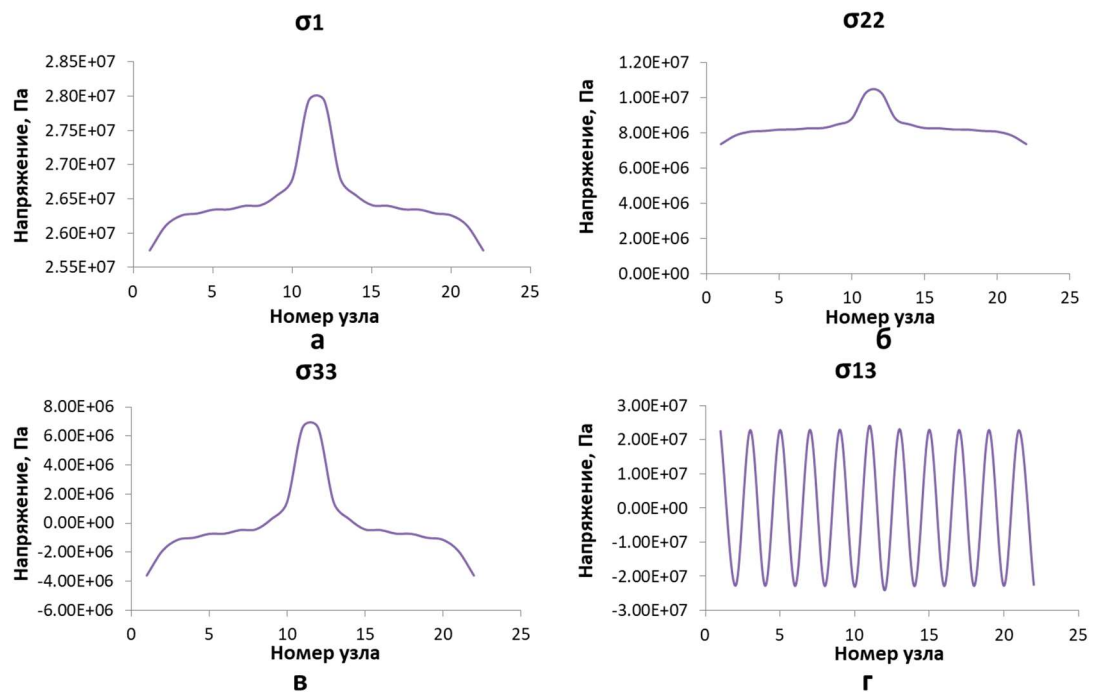 σ1
Напряжение, Па
2.85E+07
2.80E+07
2.75E+07
2.70E+07
2.65E+07
2.60E+07
2.55E+07
0 5 10 15 20 25
Номер узла
а
σ22
Напряжение, Па
1.20E+07
1.00E+07
8.00E+06
6.00E+06
4.00E+06
2.00E+06
0.00E+00
0 5 10 15 20 25
Номер узла
б
σ33
Напряжение, Па
8.00E+06
6.00E+06
4.00E+06
2.00E+06
0.00E+00
-2.00E+06
-4.00E+06
-6.00E+06
0 5 10 15 20 25
Номер узла
в
σ13
Напряжение, Па
3.00E+07
2.00E+07
1.00E+07
0.00E+00
-1.00E+07
-2.00E+07
-3.00E+07
0 5 10 15 20 25
Номер узла
г